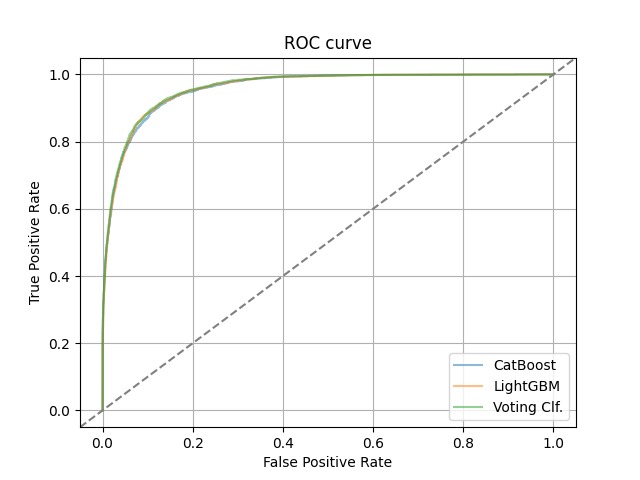 ROC curve
True Positive Rate
1.0
0.8
0.6
0.4
0.2
0.0
CatBoost
LightGBM
Voting Clf.
0.0 0.2 0.4 0.6 0.8 1.0
False Positive Rate